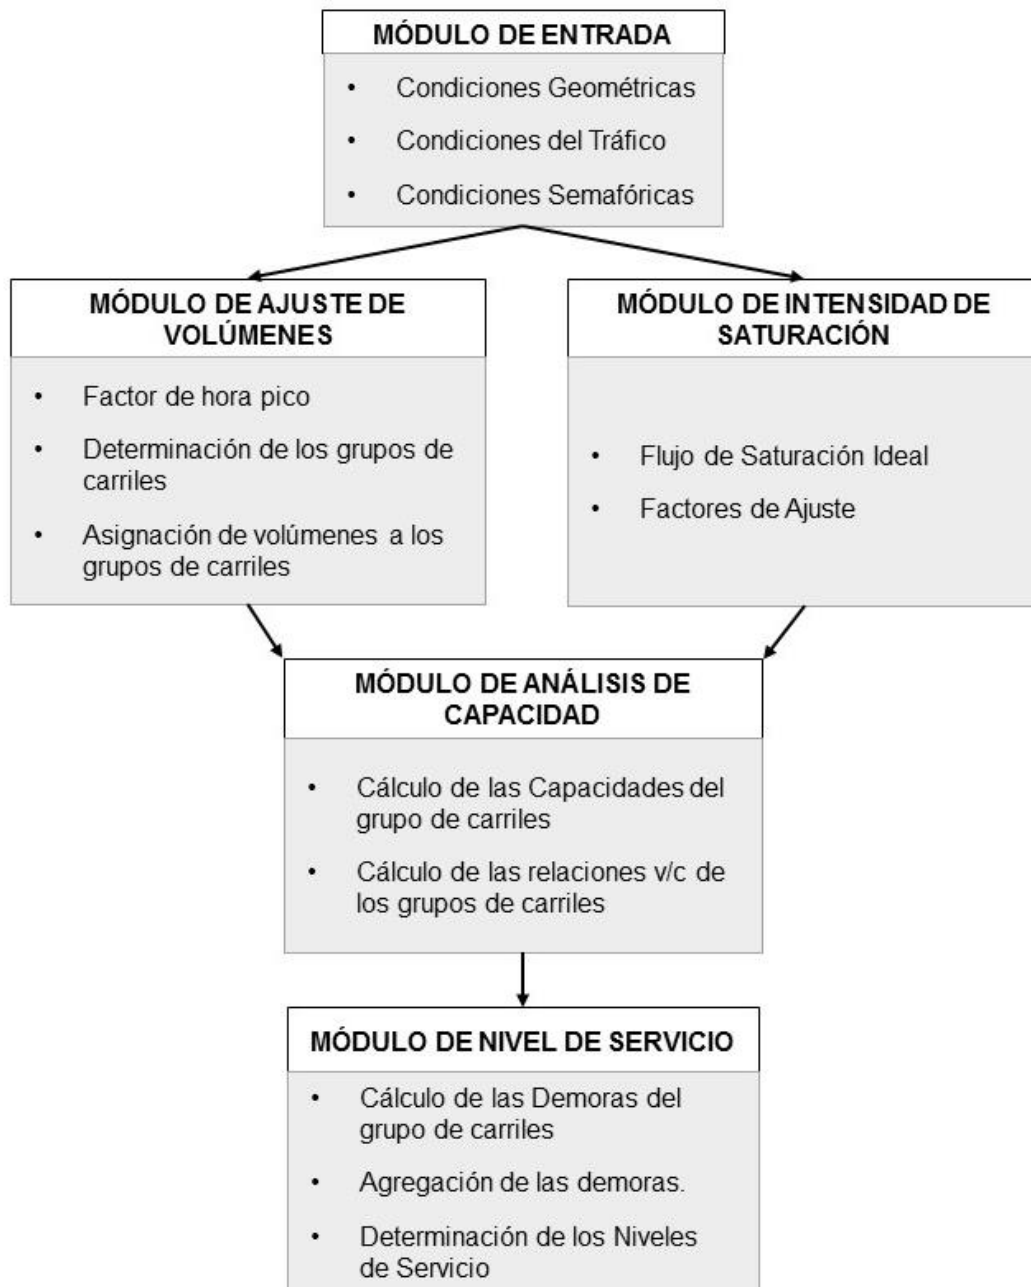 MÓDULO DE ENTRADA
• Condiciones Geométricas
• Condiciones del Tráfico
• Condiciones Semafóricas
MÓDULO DE AJUSTE DE
VOLÚMENES
• Factor de hora pico
• Determinación de los grupos de
carriles
• Asignación de volúmenes a los
grupos de carriles
MÓDULO DE INTENSIDAD DE
SATURACIÓN
• Flujo de Saturación Ideal
• Factores de Ajuste
MÓDULO DE ANÁLISIS DE
CAPACIDAD
• Cálculo de las Capacidades del
grupo de carriles
• Cálculo de las relaciones v/c de
los grupos de carriles
MÓDULO DE NIVEL DE SERVICIO
• Cálculo de las Demoras del
grupo de carriles
• Agregación de las demoras.
• Determinación de los Niveles
de Servicio